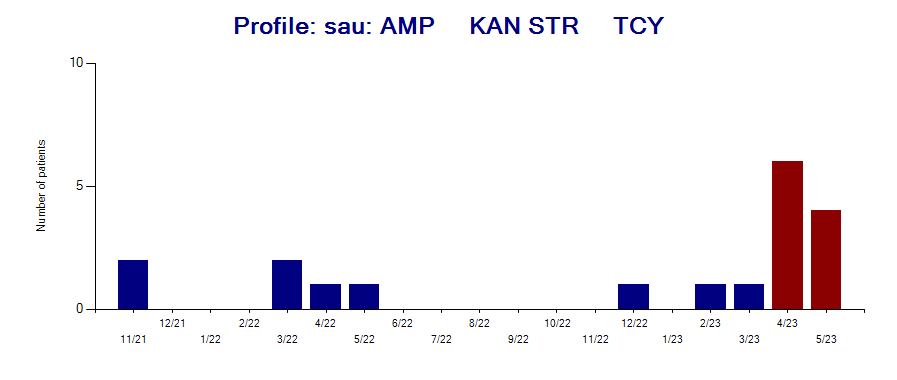 Profile: sau: AMP KAN STR TCY
10
Number of patients
5
0
12/21 2/22 4/22 6/22 8/22 10/22 12/22 2/23 4/23
11/21 1/22 3/22 5/22 7/22 9/22 11/22 1/23 3/23 5/23